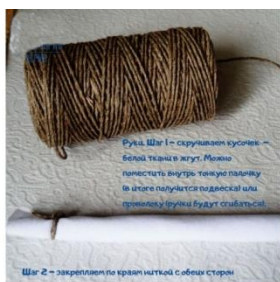 Руки. Шаг 1 – скручиваем кусочек
белой ткани в жгут. Можно
поместить внутрь тонкую палочку
(в итоге получится подвеска) или
проволоку (ручки будут сгибаться).
Шаг 2 – закрепляем по краям ниткой с обеих сторон